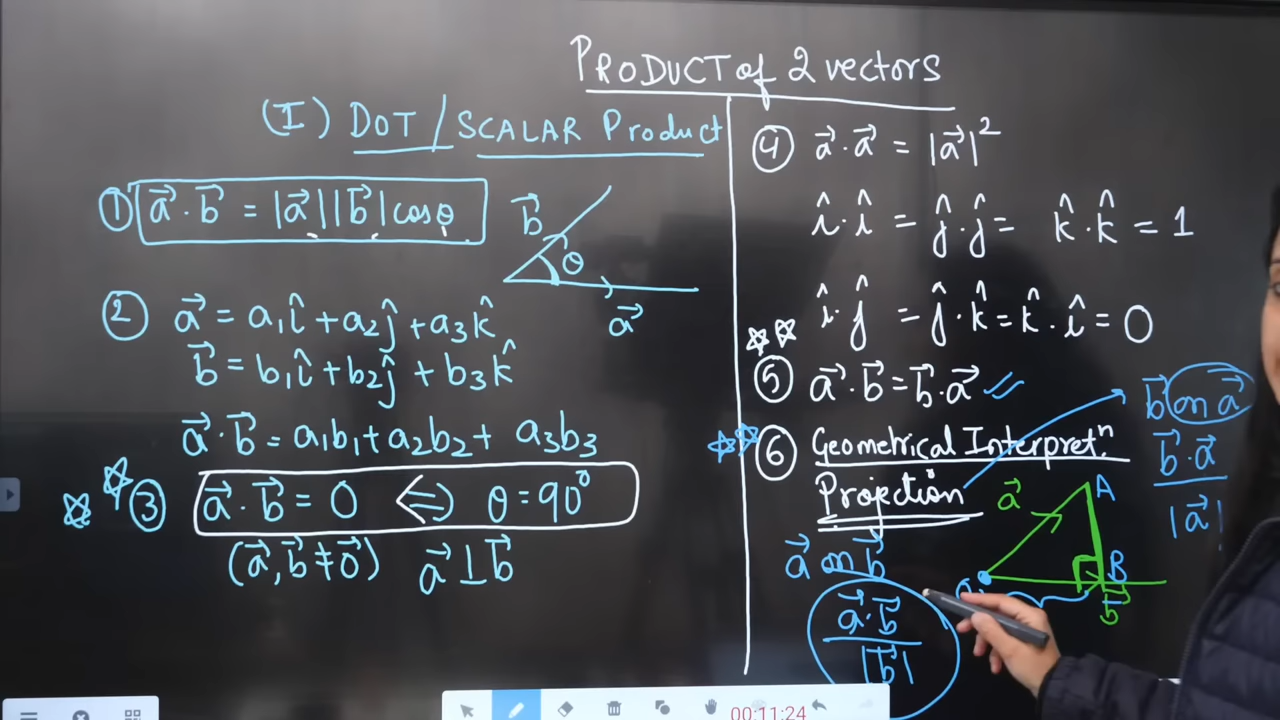 PRODUCT of 2 vectors
(I) DOT / SCALAR Product
① a⃗ · b⃗ = |a⃗||b⃗|cosθ
b⃗
θ
a⃗
② a⃗ = a₁î + a₂ĵ + a₃k̂
b⃗ = b₁î + b₂ĵ + b₃k̂
a⃗ · b⃗ = a₁b₁ + a₂b₂ + a₃b₃
③ a⃗ · b⃗ = 0 ⇔ θ = 90°
(a⃗, b⃗ ≠ 0⃗) a⃗ ⊥ b⃗
④ a⃗ · a⃗ = |a⃗|²
î · î = ĵ · ĵ = k̂ · k̂ = 1
î · ĵ = ĵ · k̂ = k̂ · î = 0
⑤ a⃗ · b⃗ = b⃗ · a⃗
⑥ Geometrical Interpretⁿ.
Projection
a⃗ on b⃗
a⃗ · b⃗ / |b⃗|
b⃗ on a⃗
b⃗ · a⃗ / |a⃗|
a⃗
A
B
b⃗
00:11:24